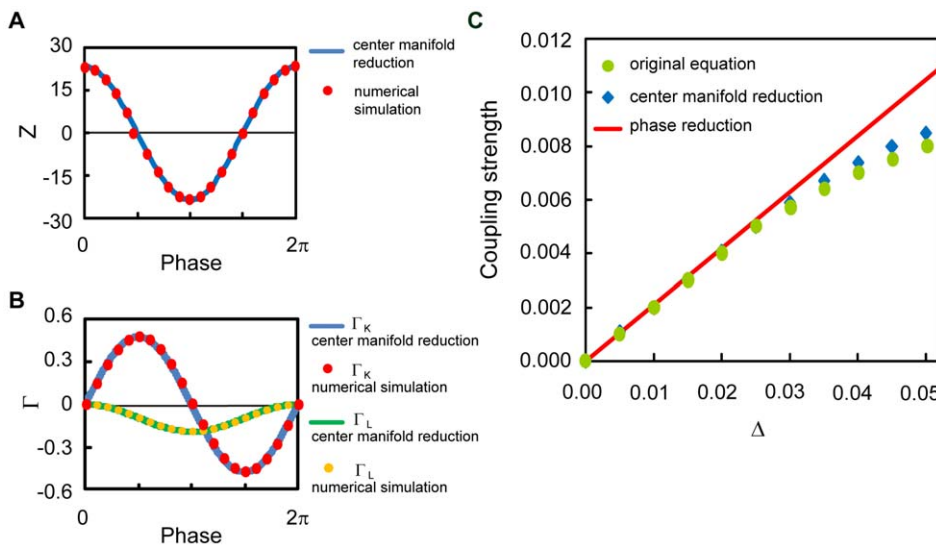 A
30
15
0
-15
-30
Z
0
2π
Phase
center manifold
reduction
numerical
simulation
B
0.6
0.3
0
-0.3
-0.6
Γ
0
2π
Phase
ΓK
center manifold reduction
ΓK
numerical simulation
ΓL
center manifold reduction
ΓL
numerical simulation
C
0.012
0.010
0.008
0.006
0.004
0.002
0.000
Coupling strength
original equation
center manifold reduction
phase reduction
0.00
0.01
0.02
0.03
0.04
0.05
Δ